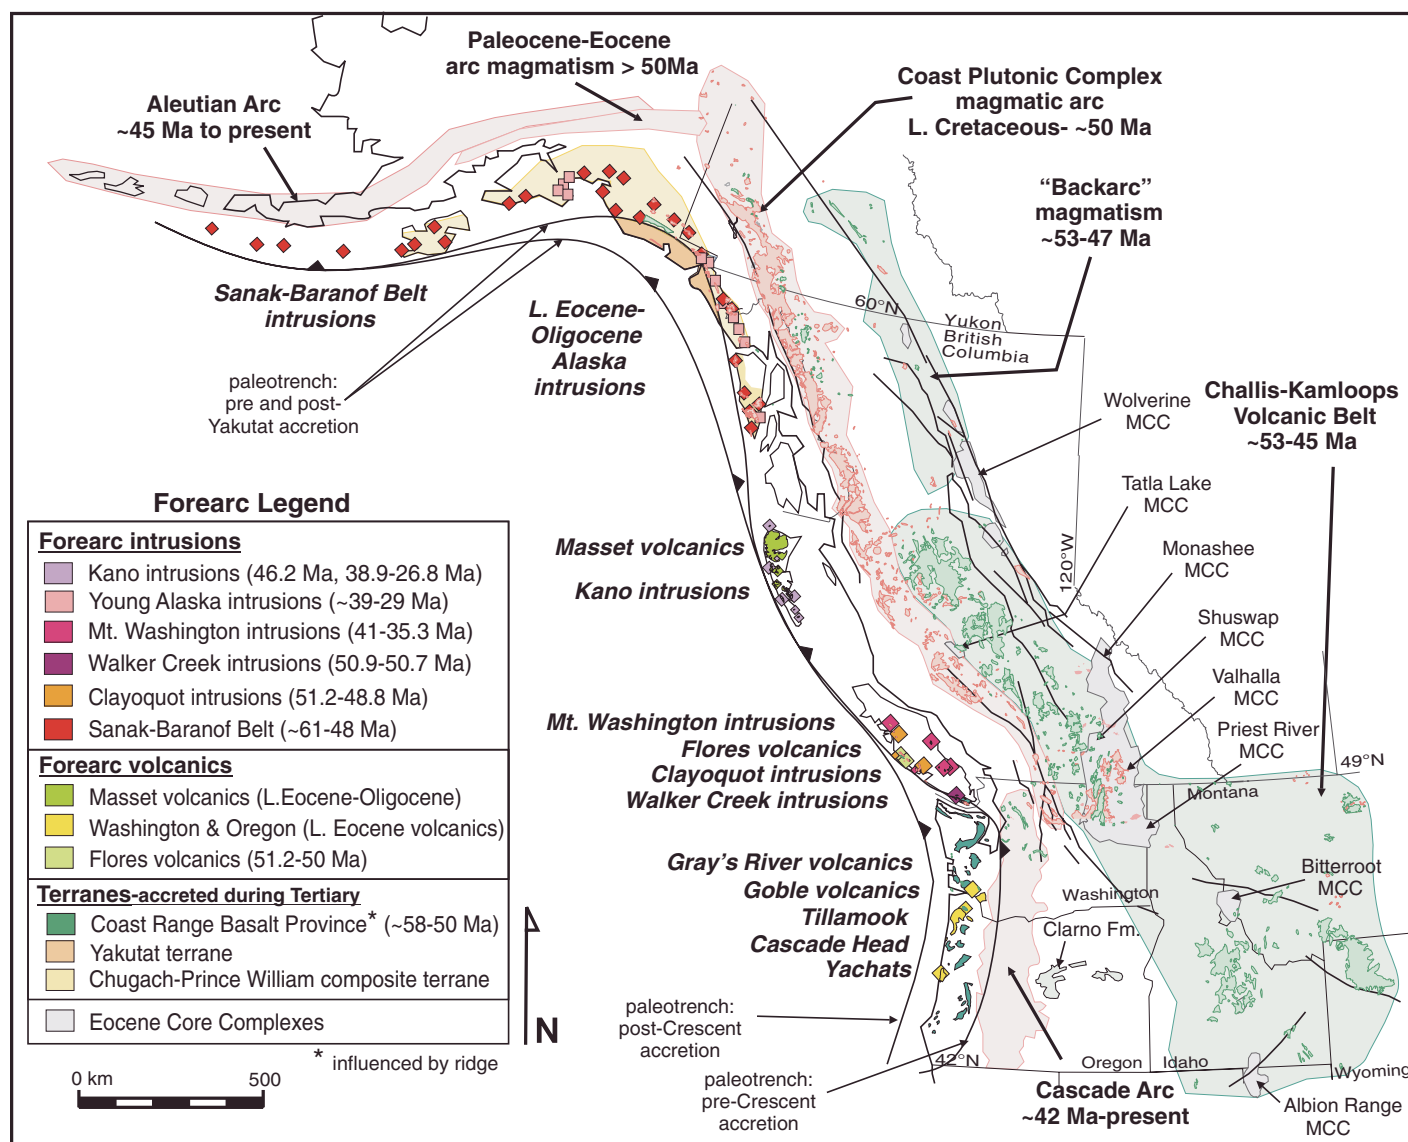 Paleocene-Eocene
arc magmatism > 50Ma
Aleutian Arc
~45 Ma to present
Coast Plutonic Complex
magmatic arc
L. Cretaceous- ~50 Ma
“Backarc”
magmatism
~53-47 Ma
Sanak-Baranof Belt
intrusions
L. Eocene-
Oligocene
Alaska
intrusions
60°N
Yukon
British
Columbia
paleotrench:
pre and post-
Yakutat accretion
Wolverine
MCC
Challis-Kamloops
Volcanic Belt
~53-45 Ma
Tatla Lake
MCC
120°W
Monashee
MCC
Shuswap
MCC
Valhalla
MCC
Priest River
MCC
Masset volcanics
Kano intrusions
Mt. Washington intrusions
Flores volcanics
Clayoquot intrusions
Walker Creek intrusions
49°N
Montana
Gray’s River volcanics
Goble volcanics
Tillamook
Cascade Head
Yachats
Washington
Bitterroot
MCC
Clarno Fm.
paleotrench:
post-Crescent
accretion
42°N
Oregon
Idaho
Wyoming
paleotrench:
pre-Crescent
accretion
Cascade Arc
~42 Ma-present
Albion Range
MCC
Forearc Legend
Forearc intrusions
Kano intrusions (46.2 Ma, 38.9-26.8 Ma)
Young Alaska intrusions (~39-29 Ma)
Mt. Washington intrusions (41-35.3 Ma)
Walker Creek intrusions (50.9-50.7 Ma)
Clayoquot intrusions (51.2-48.8 Ma)
Sanak-Baranof Belt (~61-48 Ma)
Forearc volcanics
Masset volcanics (L.Eocene-Oligocene)
Washington & Oregon (L. Eocene volcanics)
Flores volcanics (51.2-50 Ma)
Terranes-accreted during Tertiary
Coast Range Basalt Province* (~58-50 Ma)
Yakutat terrane
Chugach-Prince William composite terrane
Eocene Core Complexes
* influenced by ridge
N
0 km 500